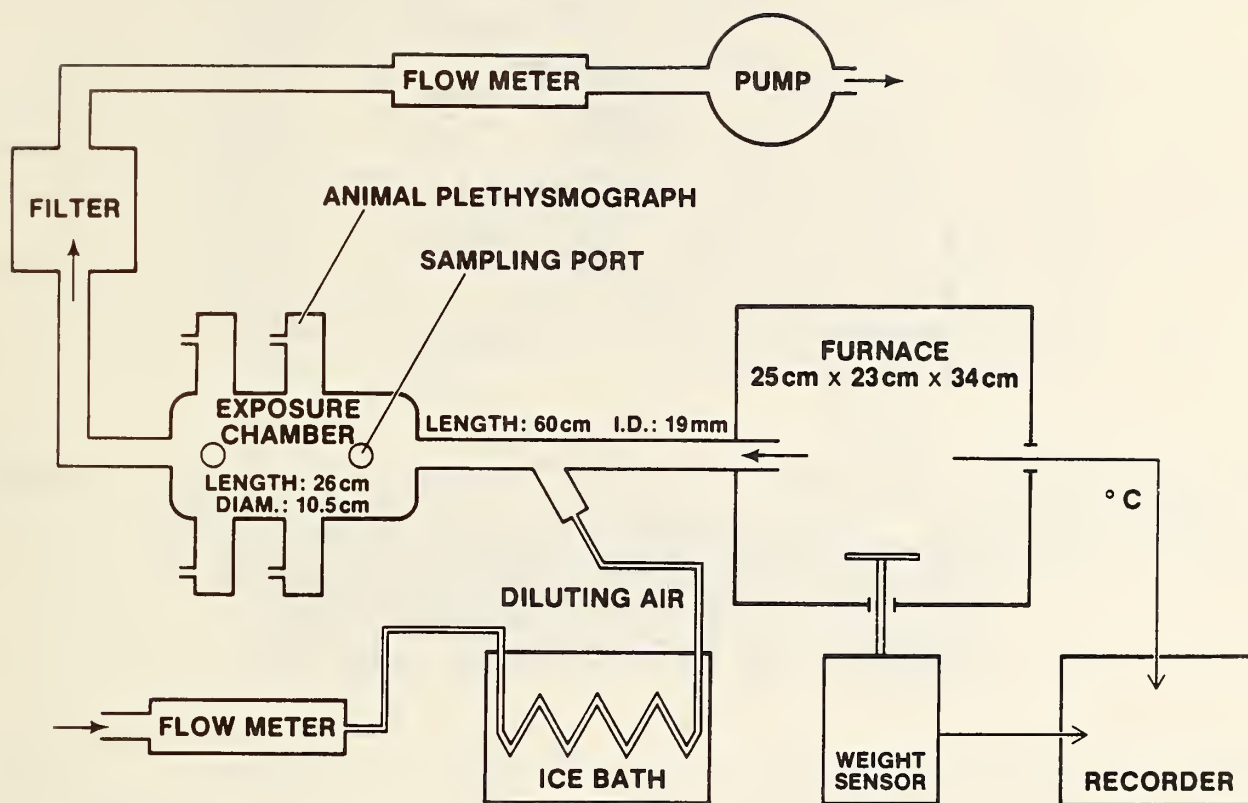 FLOW METER
PUMP
FILTER
ANIMAL PLETHYSMOGRAPH
SAMPLING PORT
FURNACE
25cm x 23cm x 34cm
EXPOSURE
CHAMBER
LENGTH: 60cm I.D.: 19mm
LENGTH: 26cm
DIAM.: 10.5cm
° C
DILUTING AIR
FLOW METER
ICE BATH
WEIGHT
SENSOR
RECORDER